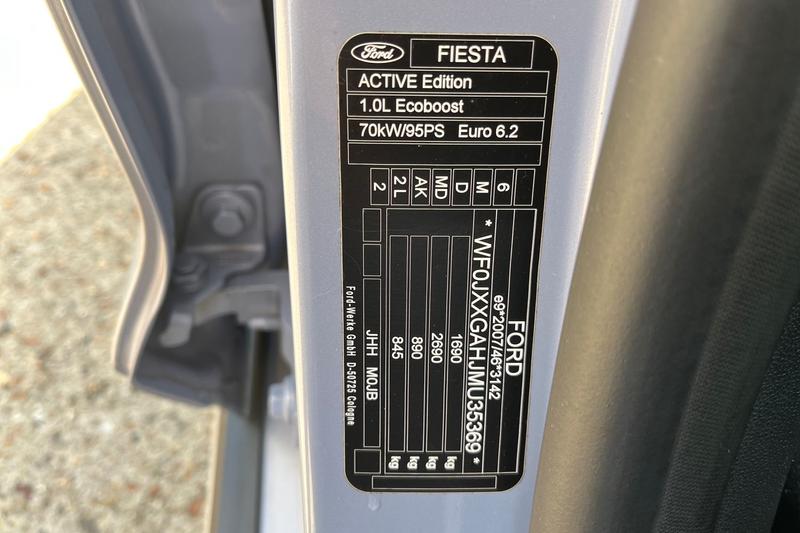 Ford FIESTA
ACTIVE Edition
1.0L Ecoboost
70kW/95PS Euro 6.2
2 2L AK MD D M 6
FORD
e9*2007/46*3142
* WF0JXXGAHJMU35369 *
1690 kg
2690 kg
890 kg
845 kg
JHH M0JB
Ford-Werke GmbH D-50725 Cologne